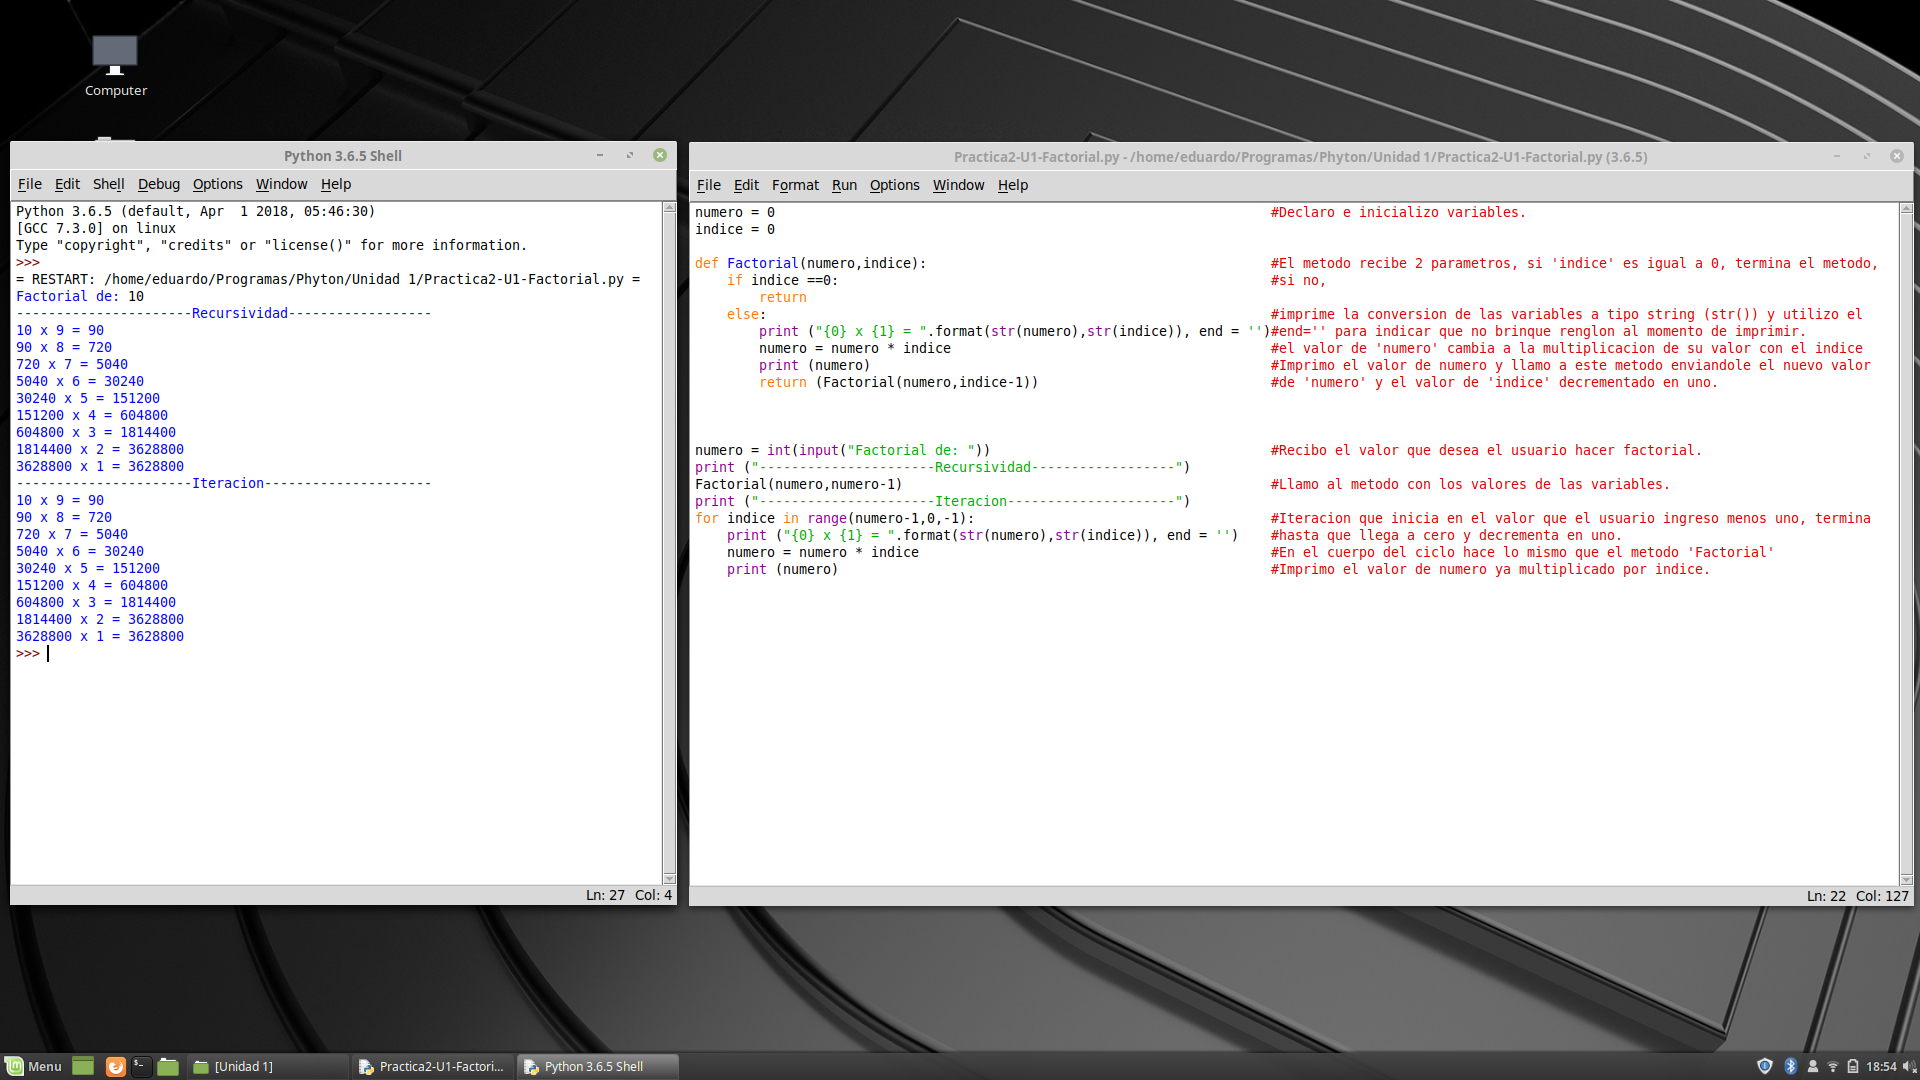 Computer
Python 3.6.5 Shell
File Edit Shell Debug Options Window Help
Python 3.6.5 (default, Apr  1 2018, 05:46:30)
[GCC 7.3.0] on linux
Type "copyright", "credits" or "license()" for more information.
>>>
= RESTART: /home/eduardo/Programas/Phyton/Unidad 1/Practica2-U1-Factorial.py =
Factorial de: 10
----------------------Recursividad------------------
10 x 9 = 90
90 x 8 = 720
720 x 7 = 5040
5040 x 6 = 30240
30240 x 5 = 151200
151200 x 4 = 604800
604800 x 3 = 1814400
1814400 x 2 = 3628800
3628800 x 1 = 3628800
----------------------Iteracion---------------------
10 x 9 = 90
90 x 8 = 720
720 x 7 = 5040
5040 x 6 = 30240
30240 x 5 = 151200
151200 x 4 = 604800
604800 x 3 = 1814400
1814400 x 2 = 3628800
3628800 x 1 = 3628800
>>>
Ln: 27 Col: 4
Practica2-U1-Factorial.py - /home/eduardo/Programas/Phyton/Unidad 1/Practica2-U1-Factorial.py (3.6.5)
File Edit Format Run Options Window Help
numero = 0 #Declaro e inicializo variables.
indice = 0
def Factorial(numero,indice): #El metodo recibe 2 parametros, si 'indice' es igual a 0, termina el metodo,
    if indice ==0: #si no,
        return
    else: #imprime la conversion de las variables a tipo string (str()) y utilizo el
        print ("{0} x {1} = ".format(str(numero),str(indice)), end = '')#end='' para indicar que no brinque renglon al momento de imprimir.
        numero = numero * indice #el valor de 'numero' cambia a la multiplicacion de su valor con el indice
        print (numero) #Imprimo el valor de numero y llamo a este metodo enviandole el nuevo valor
        return (Factorial(numero,indice-1)) #de 'numero' y el valor de 'indice' decrementado en uno.
numero = int(input("Factorial de: ")) #Recibo el valor que desea el usuario hacer factorial.
print ("----------------------Recursividad------------------")
Factorial(numero,numero-1) #Llamo al metodo con los valores de las variables.
print ("----------------------Iteracion---------------------")
for indice in range(numero-1,0,-1): #Iteracion que inicia en el valor que el usuario ingreso menos uno, termina
    print ("{0} x {1} = ".format(str(numero),str(indice)), end = '') #hasta que llega a cero y decrementa en uno.
    numero = numero * indice #En el cuerpo del ciclo hace lo mismo que el metodo 'Factorial'
    print (numero) #Imprimo el valor de numero ya multiplicado por indice.
Ln: 22 Col: 127
Menu [Unidad 1] Practica2-U1-Factori... Python 3.6.5 Shell 18:54